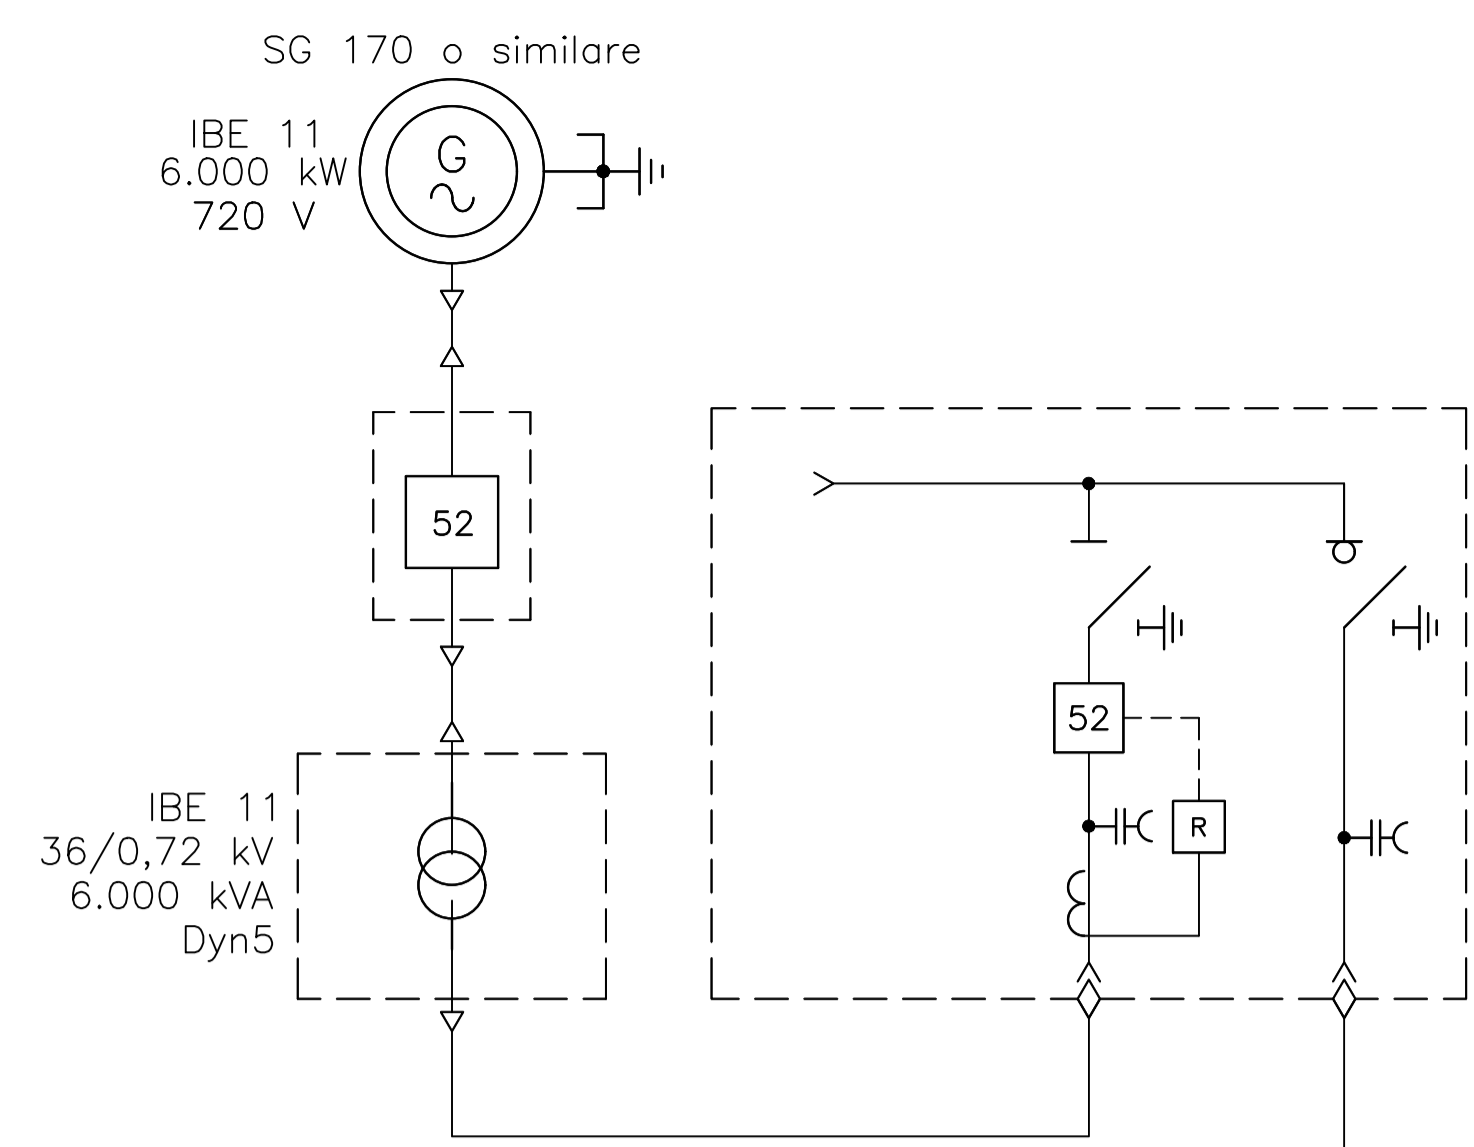 SG 170 o similare
IBE 11
6.000 kW
720 V
G
52
52
R
IBE 11
36/0,72 kV
6.000 kVA
Dyn5